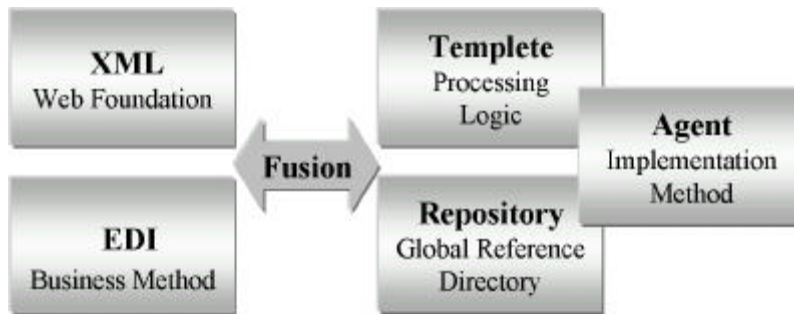 XML
Web Foundation
EDI
Business Method
Fusion
Templete
Processing
Logic
Repository
Global Reference
Directory
Agent
Implementation
Method